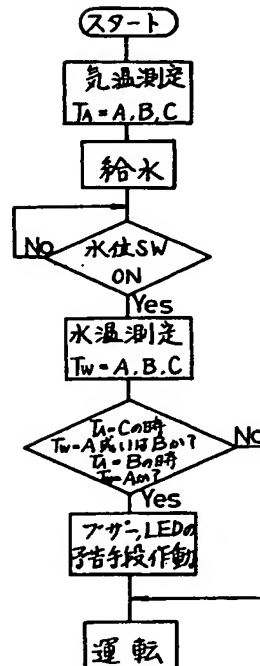 スタート
気温測定
TA=A,B,C
給水
No
水位SW
ON
Yes
水温測定
TW=A,B,C
TA=Cの時
TW=A或いはBか?
TA=Bの時
TW=Aか?
No
Yes
ブザー,LEDの
予告手段作動
運転